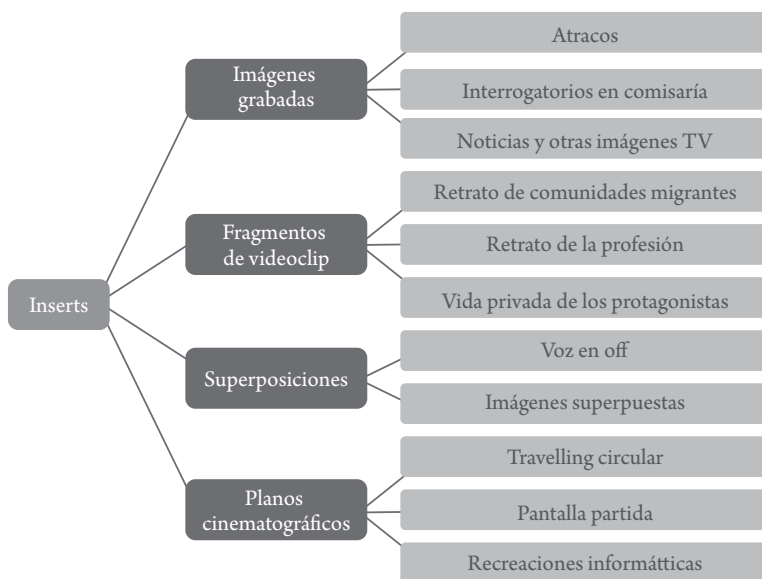 Inserts
Imágenes
grabadas
Atracos
Interrogatorios en comisaría
Noticias y otras imágenes TV
Fragmentos
de videoclip
Retrato de comunidades migrantes
Retrato de la profesión
Vida privada de los protagonistas
Superposiciones
Voz en off
Imágenes superpuestas
Planos
cinematográficos
Travelling circular
Pantalla partida
Recreaciones informátticas